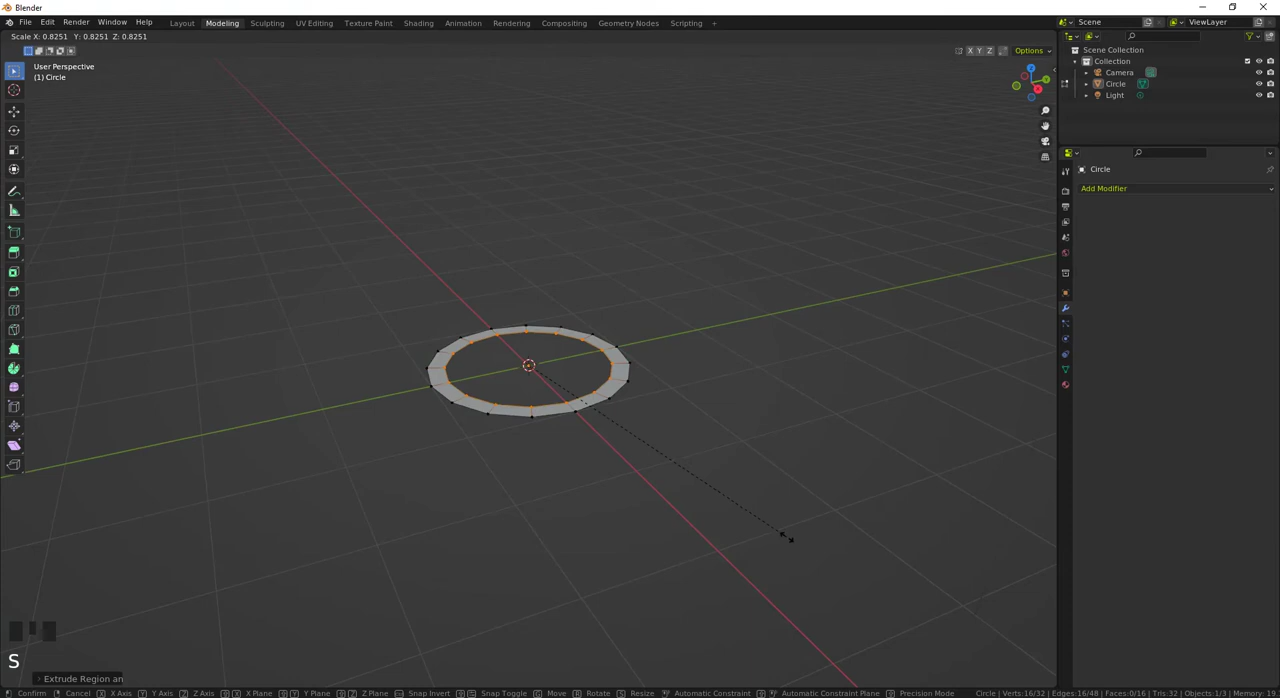 Blender
File Edit Render Window Help Layout Modeling Sculpting UV Editing Texture Paint Shading Animation Rendering Compositing Geometry Nodes Scripting + Scene ViewLayer
Scale X: 0.8251 Y: 0.8251 Z: 0.8251
X Y Z Options
User Perspective
(1) Circle
Scene Collection
Collection
Camera
Circle
Light
Circle
Add Modifier
S
Extrude Region an
Confirm Cancel X X Axis Y Y Axis Z Z Axis X X Plane Y Y Plane Z Z Plane Snap Invert Snap Toggle G Move R Rotate S Resize Automatic Constraint Automatic Constraint Plane Precision Mode Circle | Verts:16/32 | Edges:16/48 | Faces:0/16 | Tris:32 | Objects:1/3 | Memory: 19